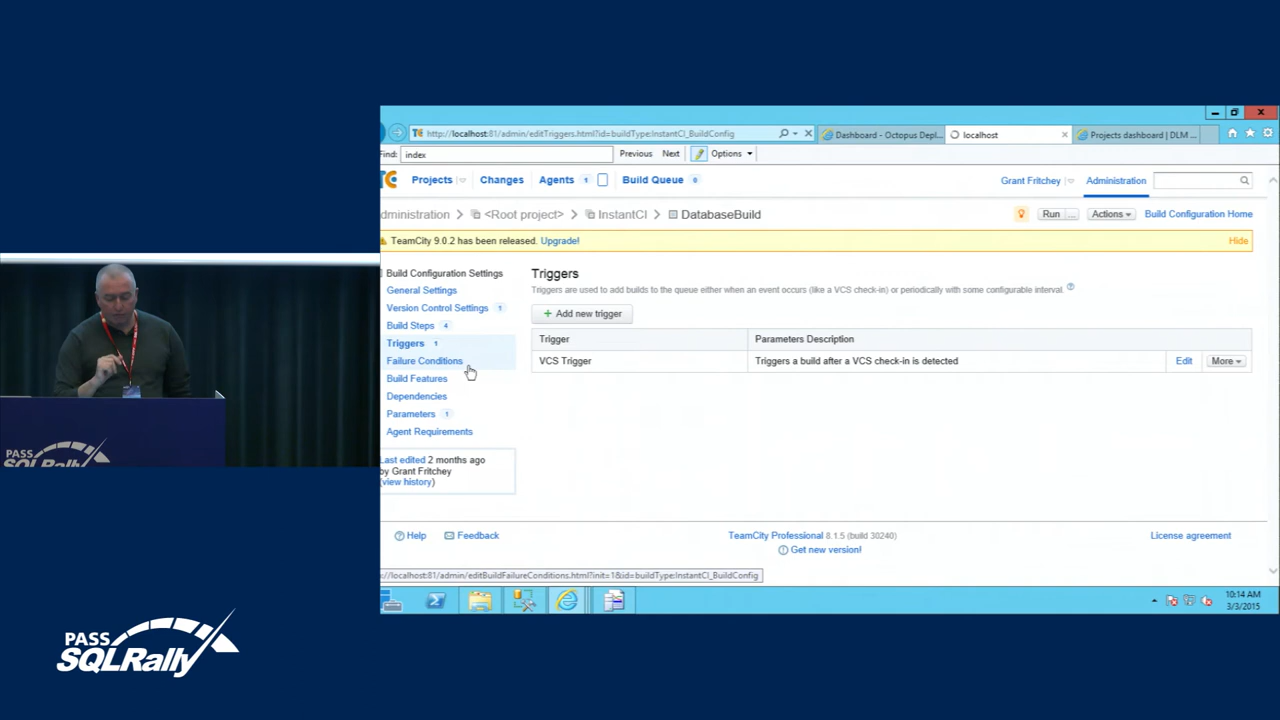 http://localhost:81/admin/editTriggers.html?id=buildType:InstantCI_BuildConfig
Dashboard - Octopus Depl...
localhost
Projects dashboard | DLM ...
Find: index
Previous Next Options
Projects Changes Agents 1 Build Queue 0
Grant Fritchey Administration
dministration > <Root project> > InstantCI > DatabaseBuild
Run ... Actions Build Configuration Home
TeamCity 9.0.2 has been released. Upgrade! Hide
Build Configuration Settings
General Settings
Version Control Settings 1
Build Steps 4
Triggers 1
Failure Conditions
Build Features
Dependencies
Parameters 1
Agent Requirements
Last edited 2 months ago
by Grant Fritchey
(view history)
Triggers
Triggers are used to add builds to the queue either when an event occurs (like a VCS check-in) or periodically with some configurable interval.
+ Add new trigger
Trigger Parameters Description
VCS Trigger Triggers a build after a VCS check-in is detected Edit More
Help Feedback
TeamCity Professional 8.1.5 (build 30240)
Get new version!
License agreement
://localhost:81/admin/editBuildFailureConditions.html?init=1&id=buildType:InstantCI_BuildConfig
10:14 AM
3/3/2015
PASS
SQLRally
PASS
SQLRally